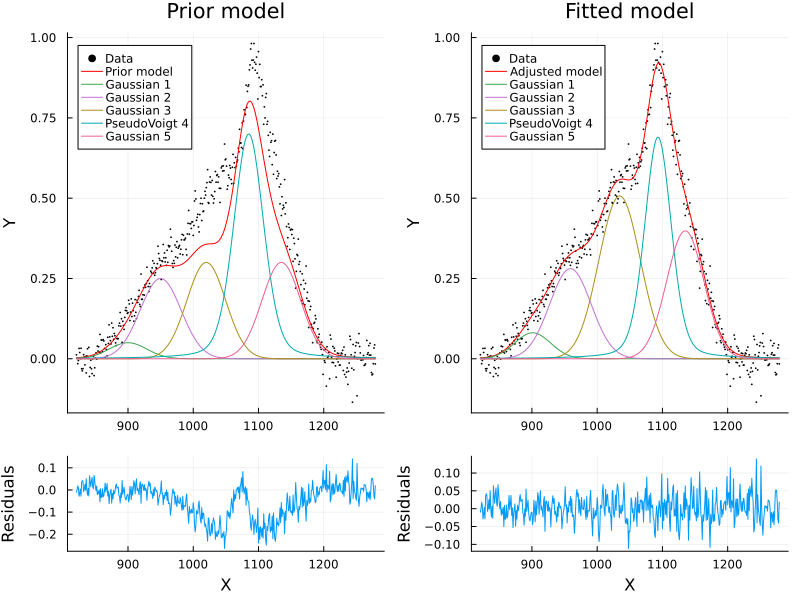 Prior model
1.00
0.75
0.50
0.25
0.00
Y
Data
Prior model
Gaussian 1
Gaussian 2
Gaussian 3
PseudoVoigt 4
Gaussian 5
900
1000
1100
1200
Fitted model
1.00
0.75
0.50
0.25
0.00
Y
Data
Adjusted model
Gaussian 1
Gaussian 2
Gaussian 3
PseudoVoigt 4
Gaussian 5
900
1000
1100
1200
Residuals
0.1
0.0
−0.1
−0.2
900
1000
1100
1200
X
Residuals
0.10
0.05
0.00
−0.05
−0.10
900
1000
1100
1200
X